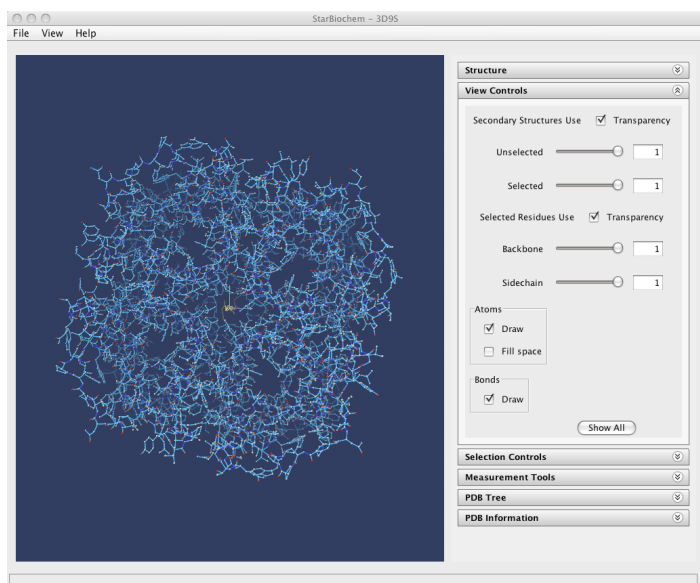 StarBiochem – 3D9S
File View Help
Structure
View Controls
Secondary Structures Use Transparency
Unselected 1
Selected 1
Selected Residues Use Transparency
Backbone 1
Sidechain 1
Atoms
Draw
Fill space
Bonds
Draw
Show All
Selection Controls
Measurement Tools
PDB Tree
PDB Information